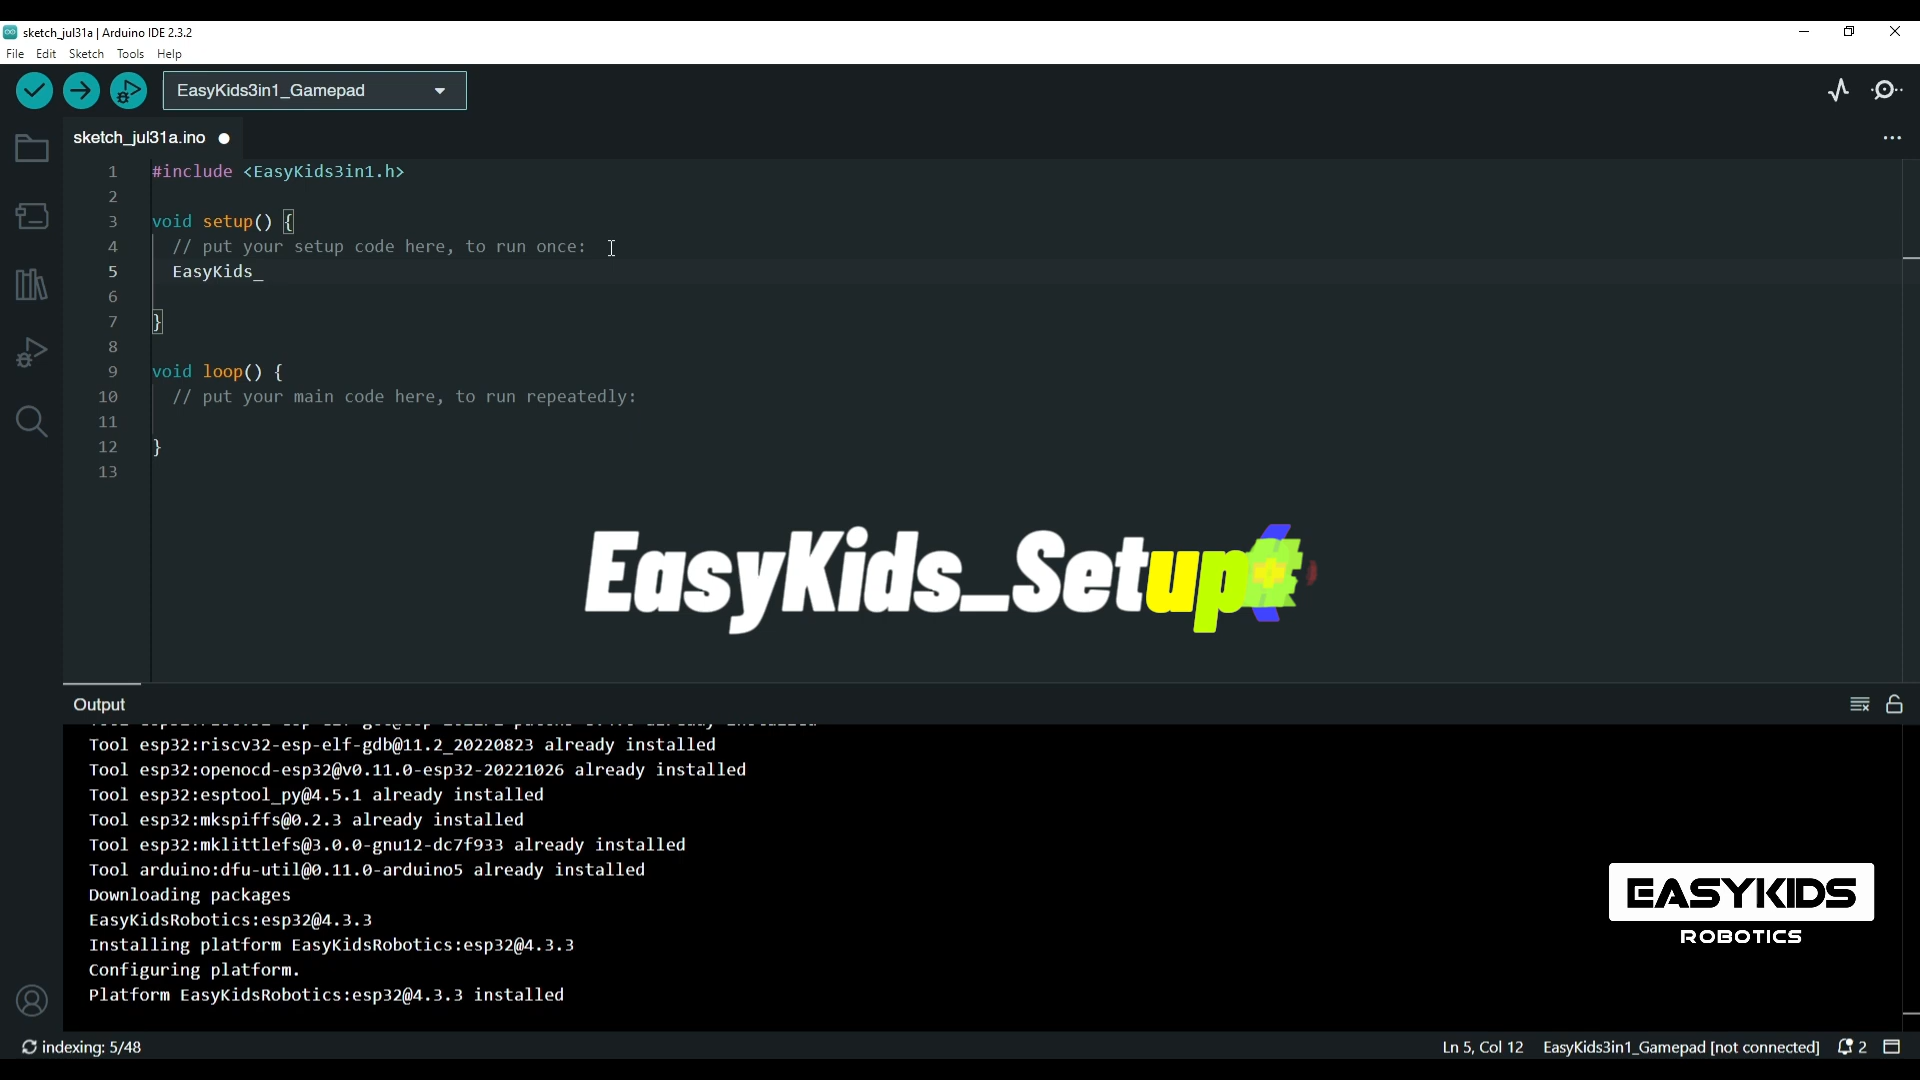 sketch_jul31a | Arduino IDE 2.3.2
File Edit Sketch Tools Help
EasyKids3in1_Gamepad
sketch_jul31a.ino
1 #include <EasyKids3in1.h>
2
3 void setup() {
4 // put your setup code here, to run once:
5 EasyKids_
6
7 }
8
9 void loop() {
10 // put your main code here, to run repeatedly:
11
12 }
13
EasyKids_Setup(
Output
Tool esp32:riscv32-esp-elf-gdb@11.2_20220823 already installed
Tool esp32:openocd-esp32@v0.11.0-esp32-20221026 already installed
Tool esp32:esptool_py@4.5.1 already installed
Tool esp32:mkspiffs@0.2.3 already installed
Tool esp32:mklittlefs@3.0.0-gnu12-dc7f933 already installed
Tool arduino:dfu-util@0.11.0-arduino5 already installed
Downloading packages
EasyKidsRobotics:esp32@4.3.3
Installing platform EasyKidsRobotics:esp32@4.3.3
Configuring platform.
Platform EasyKidsRobotics:esp32@4.3.3 installed
EASYKIDS
ROBOTICS
indexing: 5/48
Ln 5, Col 12 EasyKids3in1_Gamepad [not connected] 2